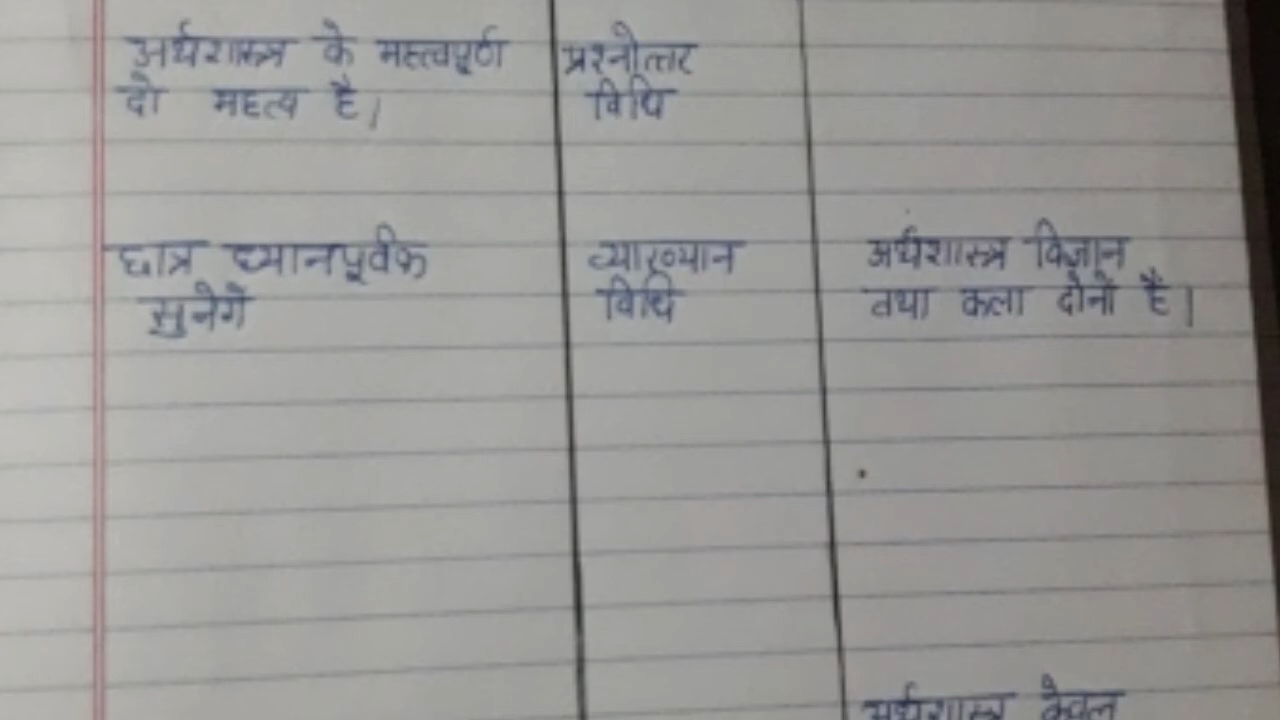 अर्थशास्त्र के महत्वपूर्ण
दो महत्व है।
प्रश्नोत्तर
विधि
छात्र ध्यानपूर्वक
सुनेगे
व्याख्यान
विधि
अर्थशास्त्र विज्ञान
तथा कला दोनों है।
अर्थशास्त्र केवल